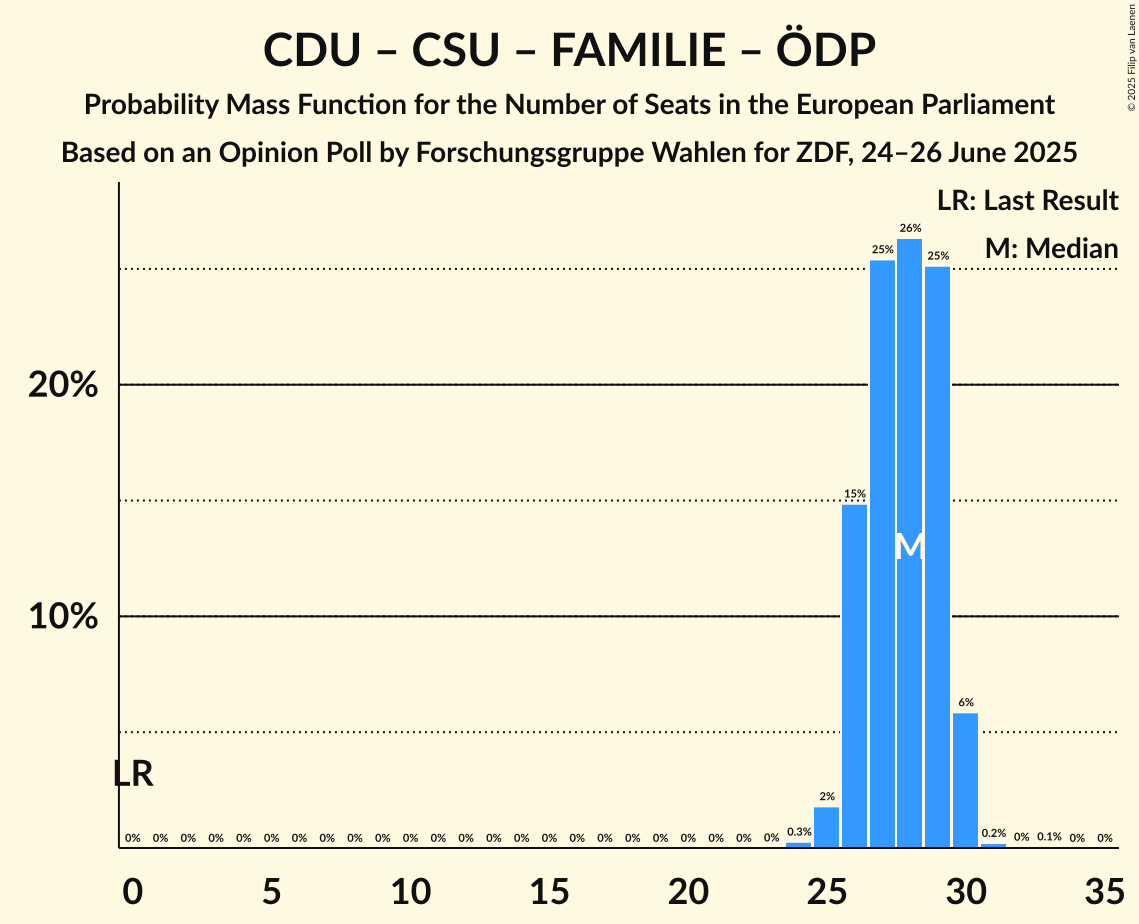 CDU – CSU – FAMILIE – ÖDP
Probability Mass Function for the Number of Seats in the European Parliament
Based on an Opinion Poll by Forschungsgruppe Wahlen for ZDF, 24–26 June 2025
© 2025 Filip van Laenen
LR: Last Result
M: Median
26%
25% 25%
20%
15%
M
10%
6%
LR
2%
0% 0% 0% 0% 0% 0% 0% 0% 0% 0% 0% 0% 0% 0% 0% 0% 0% 0% 0% 0% 0% 0% 0% 0% 0.3% 0.2% 0% 0.1% 0% 0%
0 5 10 15 20 25 30 35